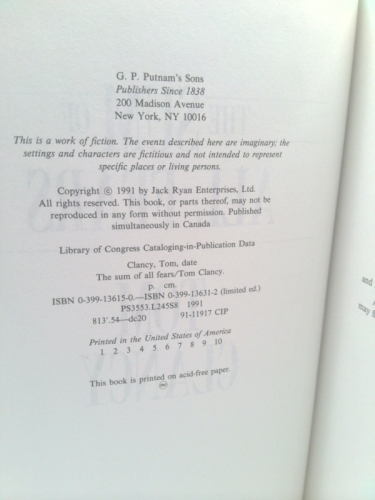 G. P. Putnam's Sons
Publishers Since 1838
200 Madison Avenue
New York, NY 10016
This is a work of fiction. The events described here are imaginary; the
settings and characters are fictitious and not intended to represent
specific places or living persons.
Copyright © 1991 by Jack Ryan Enterprises, Ltd.
All rights reserved. This book, or parts thereof, may not be
reproduced in any form without permission. Published
simultaneously in Canada
Library of Congress Cataloging-in-Publication Data
Clancy, Tom, date
The sum of all fears/Tom Clancy.
p. cm.
ISBN 0-399-13615-0.—ISBN 0-399-13631-2 (limited ed.)
PS3553.L245S8 1991
813'.54—dc20 91-11917 CIP
Printed in the United States of America
1 2 3 4 5 6 7 8 9 10
This book is printed on acid-free paper.
and
may